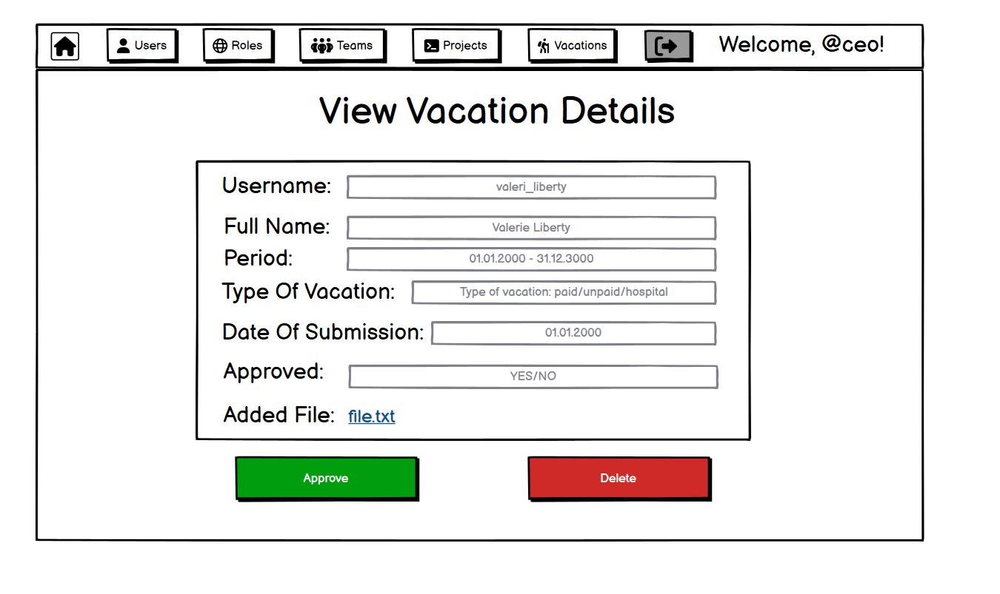 Users Roles Teams Projects Vacations Welcome, @ceo!
View Vacation Details
Username: valeri_liberty
Full Name: Valerie Liberty
Period: 01.01.2000 - 31.12.3000
Type Of Vacation: Type of vacation: paid/unpaid/hospital
Date Of Submission: 01.01.2000
Approved: YES/NO
Added File: file.txt
Approve Delete